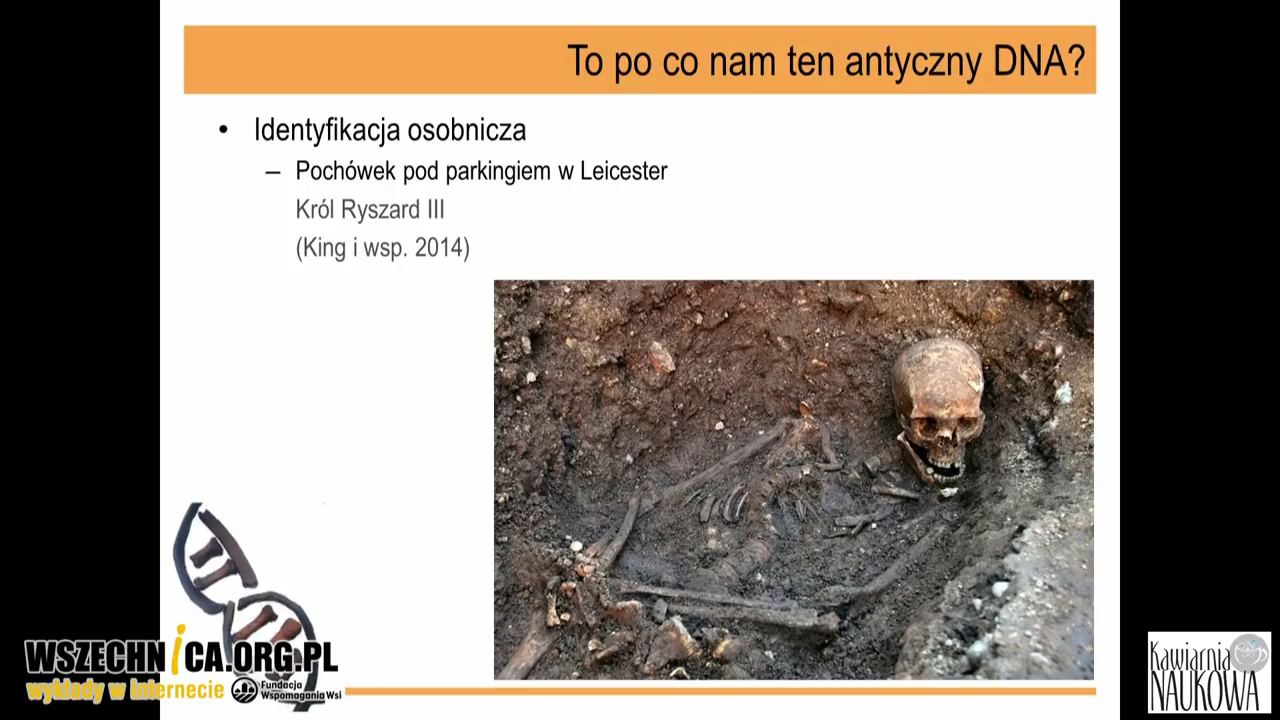 To po co nam ten antyczny DNA?
• Identyfikacja osobnicza
– Pochówek pod parkingiem w Leicester
Król Ryszard III
(King i wsp. 2014)
WSZECHNICA.ORG.PL
wykłady w internecie
Fundacja
Wspomagania Wsi
Kawiarnia
NAUKOWA